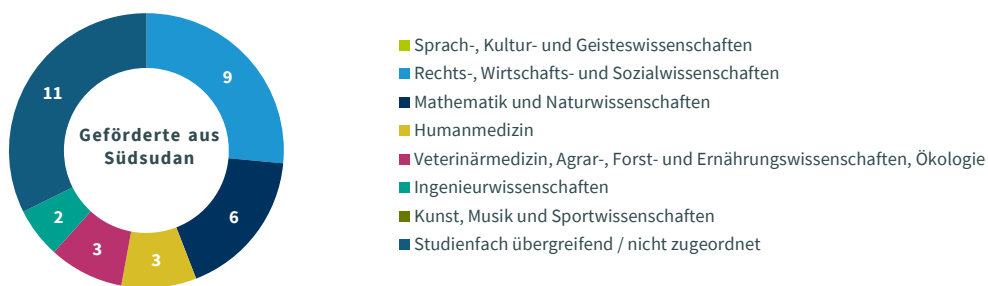 9
11
Geförderte aus
Südsudan
6
2
3
3
Sprach-, Kultur- und Geisteswissenschaften
Rechts-, Wirtschafts- und Sozialwissenschaften
Mathematik und Naturwissenschaften
Humanmedizin
Veterinärmedizin, Agrar-, Forst- und Ernährungswissenschaften, Ökologie
Ingenieurwissenschaften
Kunst, Musik und Sportwissenschaften
Studienfach übergreifend / nicht zugeordnet